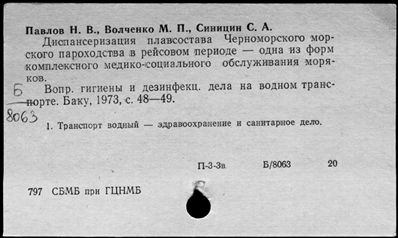 Павлов Н. В., Волченко М. П., Синицин С. А.
Диспансеризация плавсостава Черноморского мор-
ского пароходства в рейсовом периоде — одна из форм
комплексного медико-социального обслуживания моря-
ков.
Б
Вопр. гигиены и дезинфекц. дела на водном транс-
порте. Баку, 1973, с. 48—49.
8063
1. Транспорт водный — здравоохранение и санитарное дело.
П-3-3в Б/8063 20
797 СБМБ при ГЦНМБ